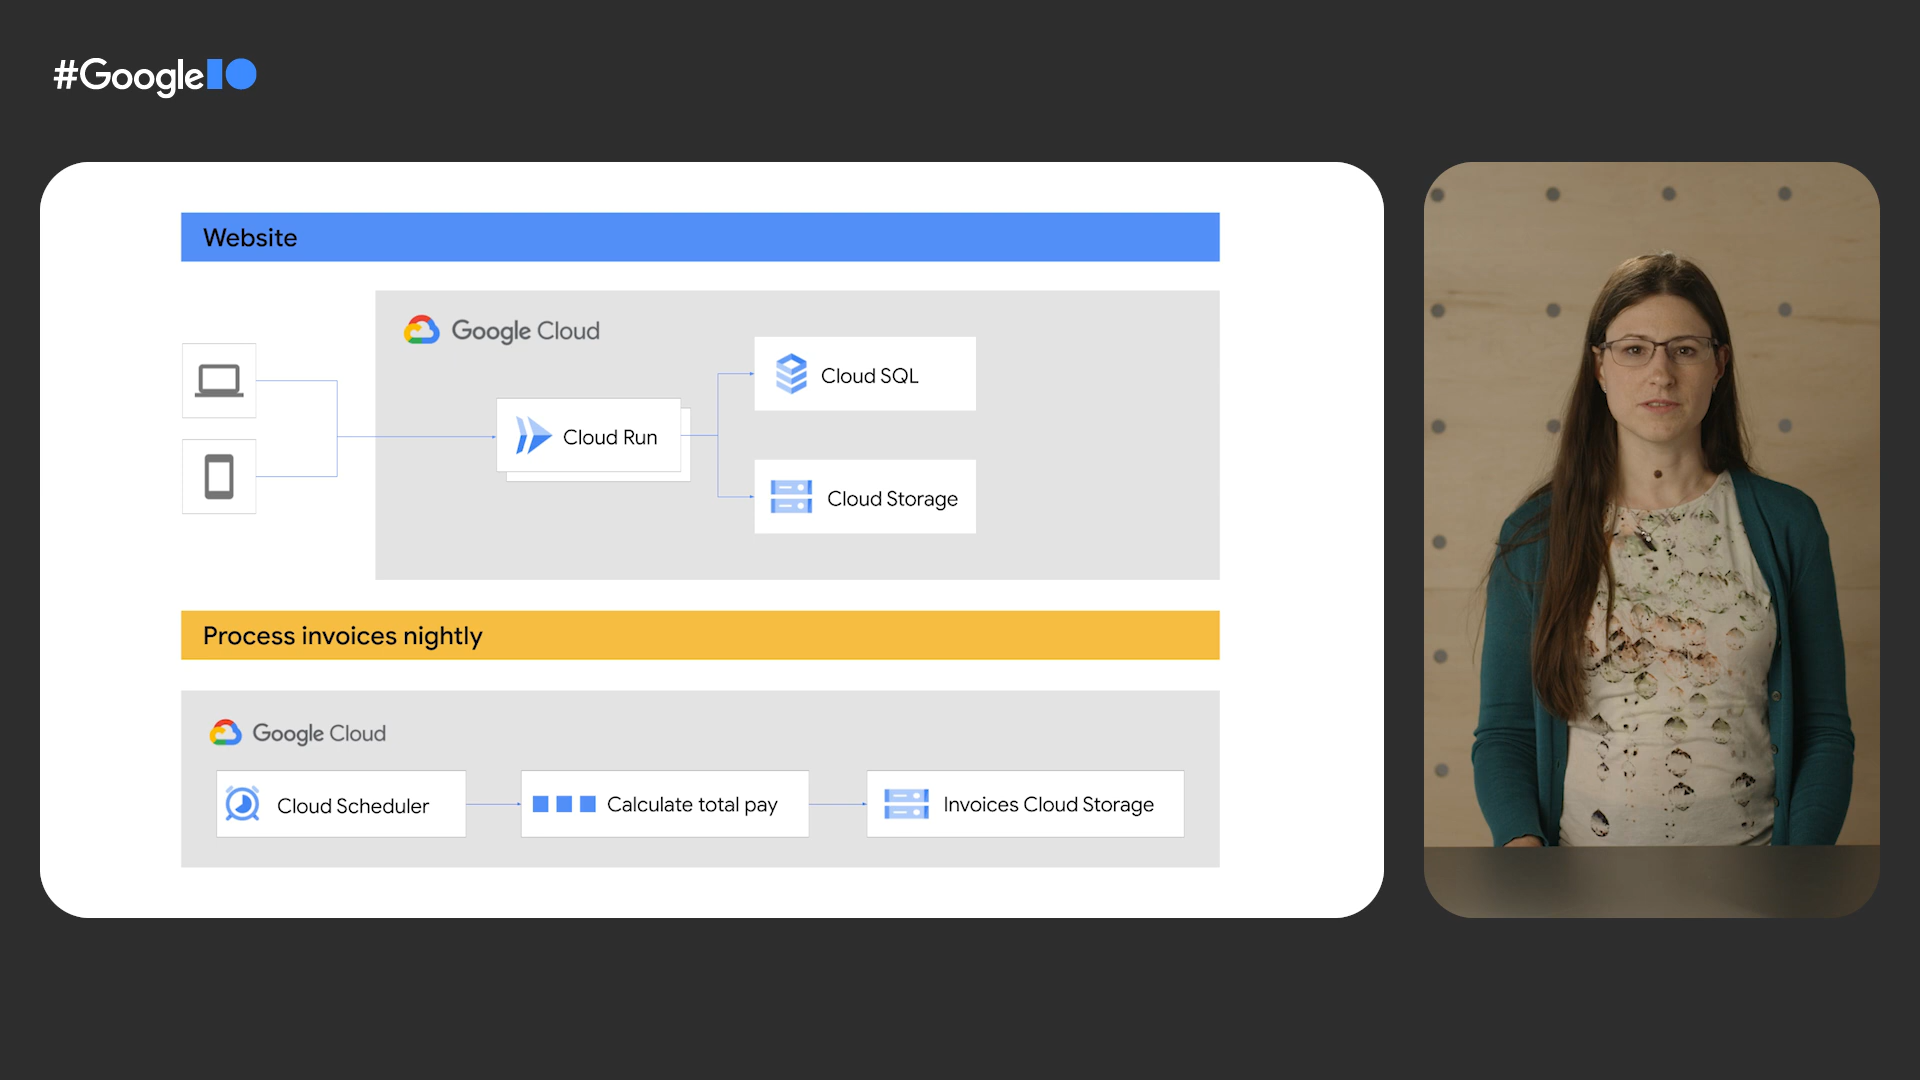 #GoogleIO
Website
Google Cloud
Cloud SQL
Cloud Run
Cloud Storage
Process invoices nightly
Google Cloud
Cloud Scheduler
Calculate total pay
Invoices Cloud Storage